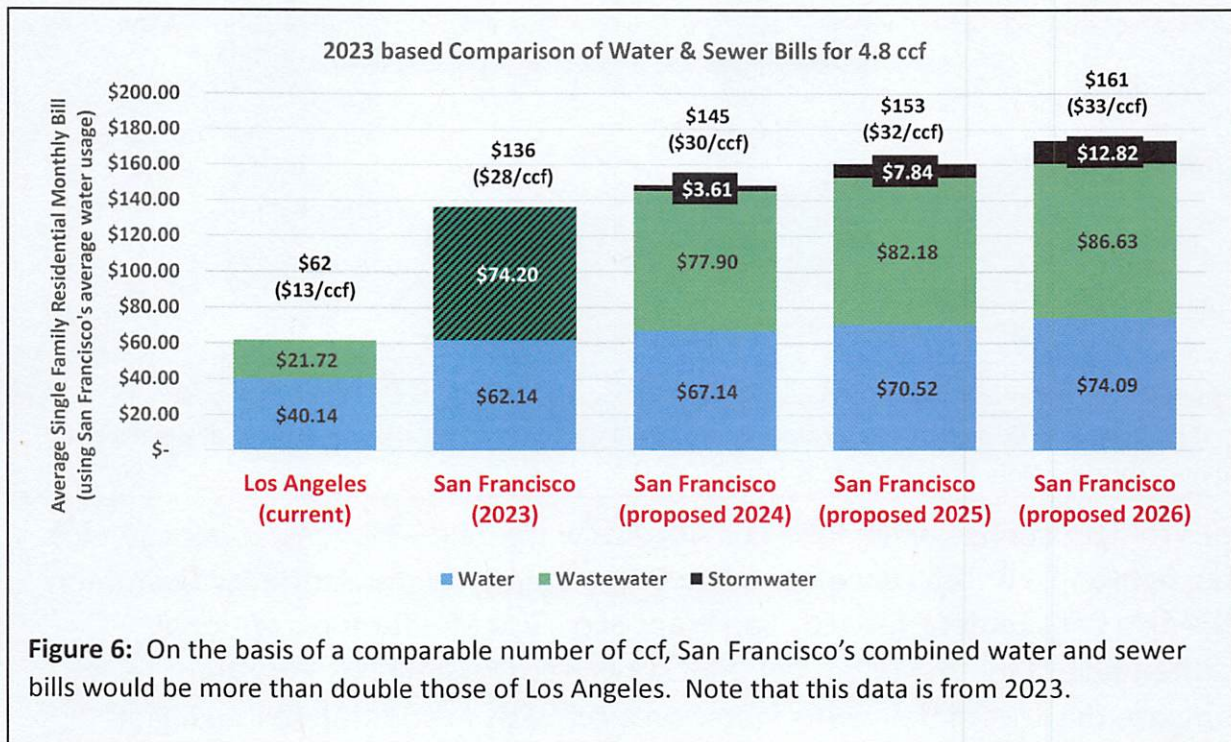 2023 based Comparison of Water & Sewer Bills for 4.8 ccf
Average Single Family Residential Monthly Bill
(using San Francisco's average water usage)
$200.00
$180.00
$160.00
$140.00
$120.00
$100.00
$80.00
$60.00
$40.00
$20.00
$-
$62
($13/ccf)
$21.72
$40.14
$136
($28/ccf)
$74.20
$62.14
$145
($30/ccf)
$3.61
$77.90
$67.14
$153
($32/ccf)
$7.84
$82.18
$70.52
$161
($33/ccf)
$12.82
$86.63
$74.09
Los Angeles
(current)
San Francisco
(2023)
San Francisco
(proposed 2024)
San Francisco
(proposed 2025)
San Francisco
(proposed 2026)
Water
Wastewater
Stormwater
Figure 6: On the basis of a comparable number of ccf, San Francisco's combined water and sewer
bills would be more than double those of Los Angeles. Note that this data is from 2023.